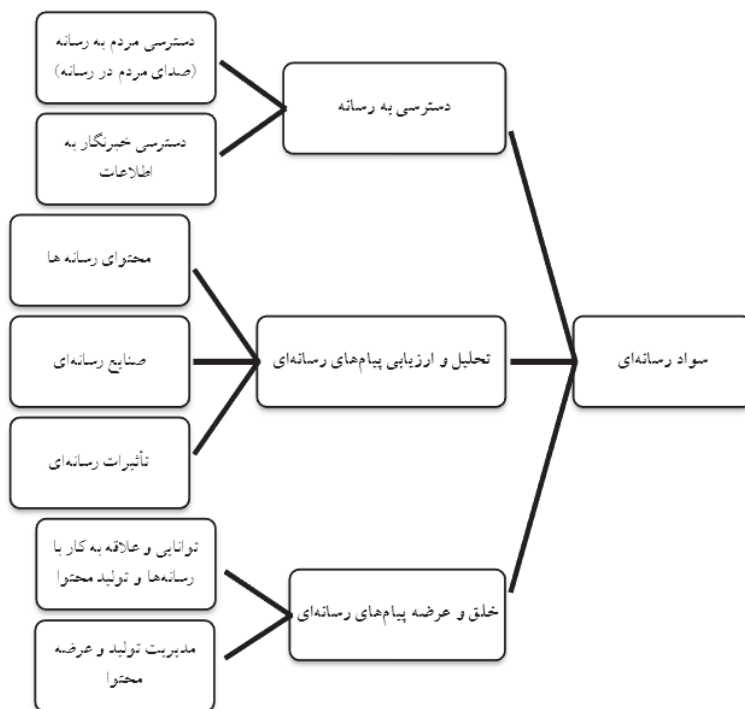 سواد رسانه‌ای
دسترسی به رسانه
دسترسی مردم به رسانه
(صدای مردم در رسانه)
دسترسی خبرنگار به
اطلاعات
تحلیل و ارزیابی پیام‌های رسانه‌ای
محتوای رسانه ها
صنایع رسانه‌ای
تأثیرات رسانه‌ای
خلق و عرضه پیام‌های رسانه‌ای
توانایی و علاقه به کار با
رسانه‌ها و تولید محتوا
مدیریت تولید و عرضه
محتوا